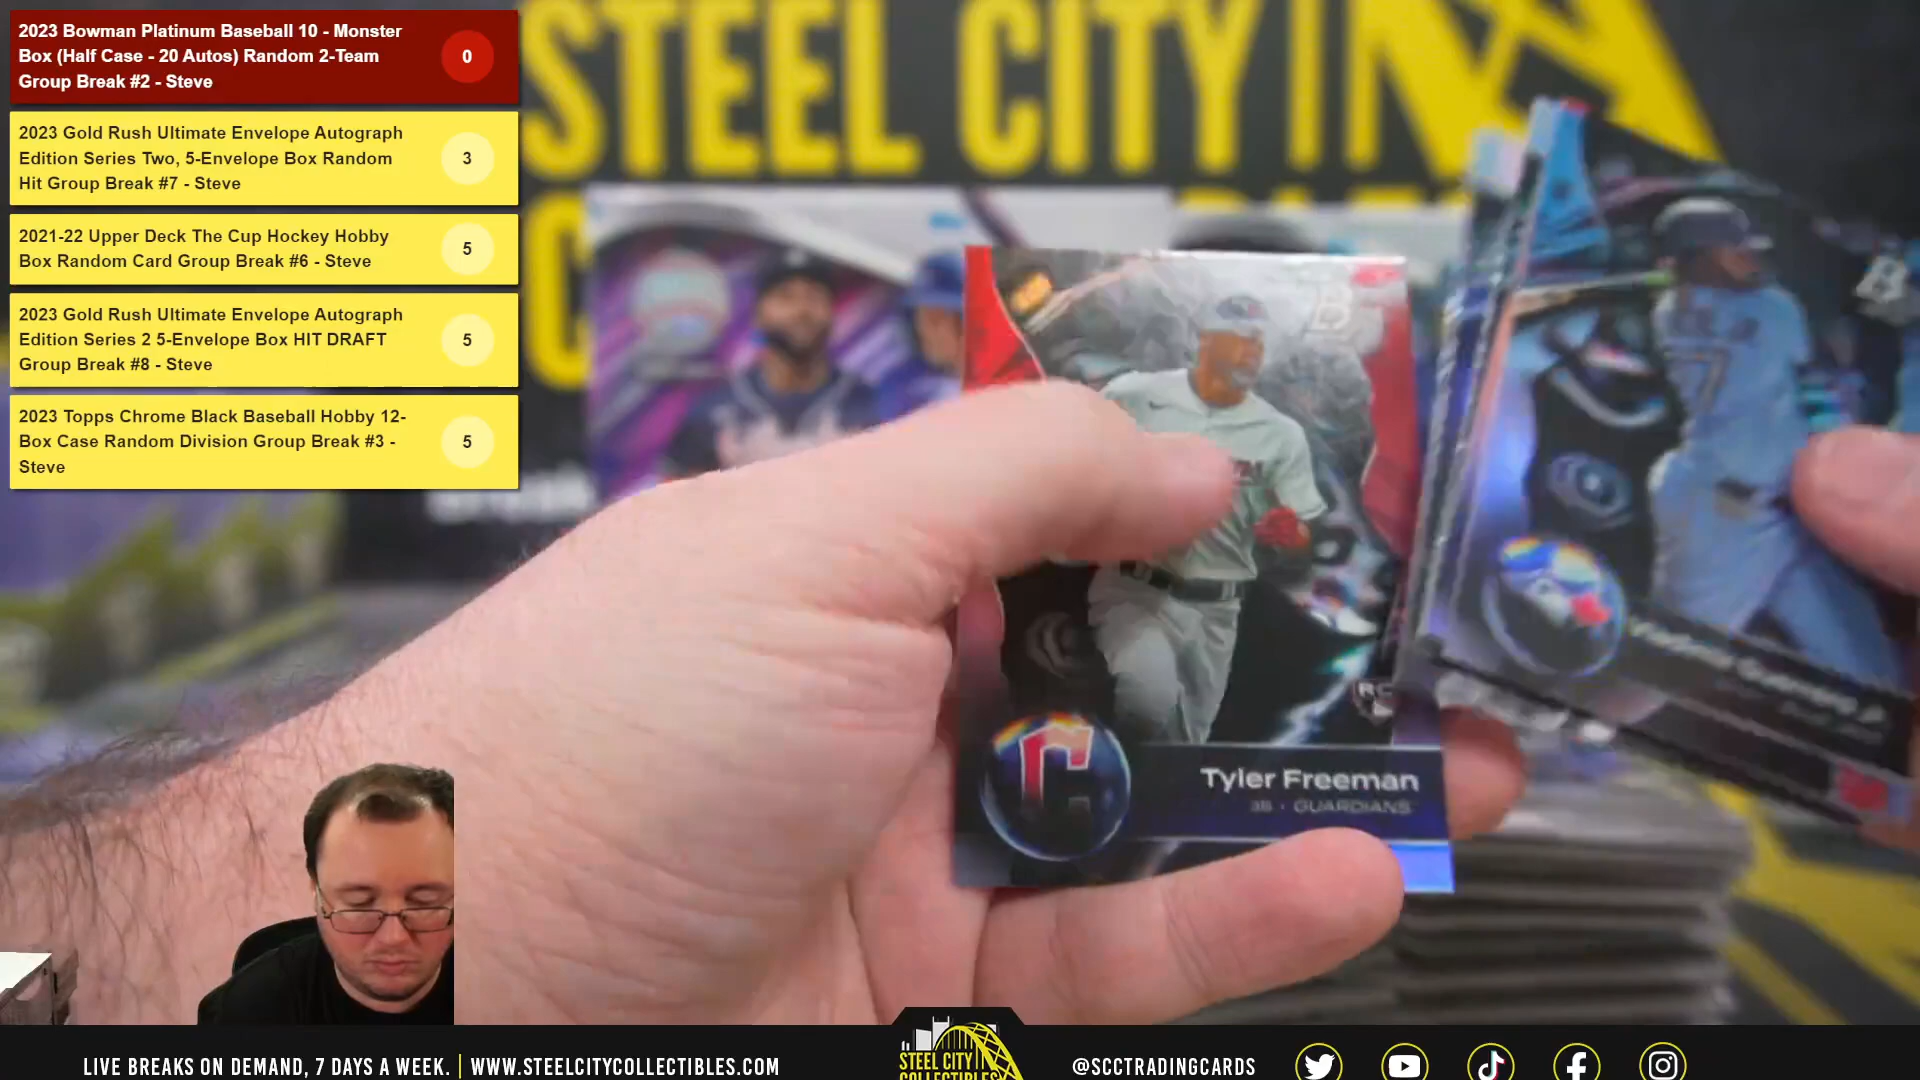 2023 Bowman Platinum Baseball 10 - Monster
Box (Half Case - 20 Autos) Random 2-Team
Group Break #2 - Steve
0
2023 Gold Rush Ultimate Envelope Autograph
Edition Series Two, 5-Envelope Box Random
Hit Group Break #7 - Steve
3
2021-22 Upper Deck The Cup Hockey Hobby
Box Random Card Group Break #6 - Steve
5
2023 Gold Rush Ultimate Envelope Autograph
Edition Series 2 5-Envelope Box HIT DRAFT
Group Break #8 - Steve
5
2023 Topps Chrome Black Baseball Hobby 12-
Box Case Random Division Group Break #3 -
Steve
5
STEEL CITY
B
B
RC
C
Tyler Freeman
3B • GUARDIANS
Vladimir Guerrero Jr.
LIVE BREAKS ON DEMAND, 7 DAYS A WEEK. | WWW.STEELCITYCOLLECTIBLES.COM
STEEL CITY
COLLECTIBLES
@SCCTRADINGCARDS